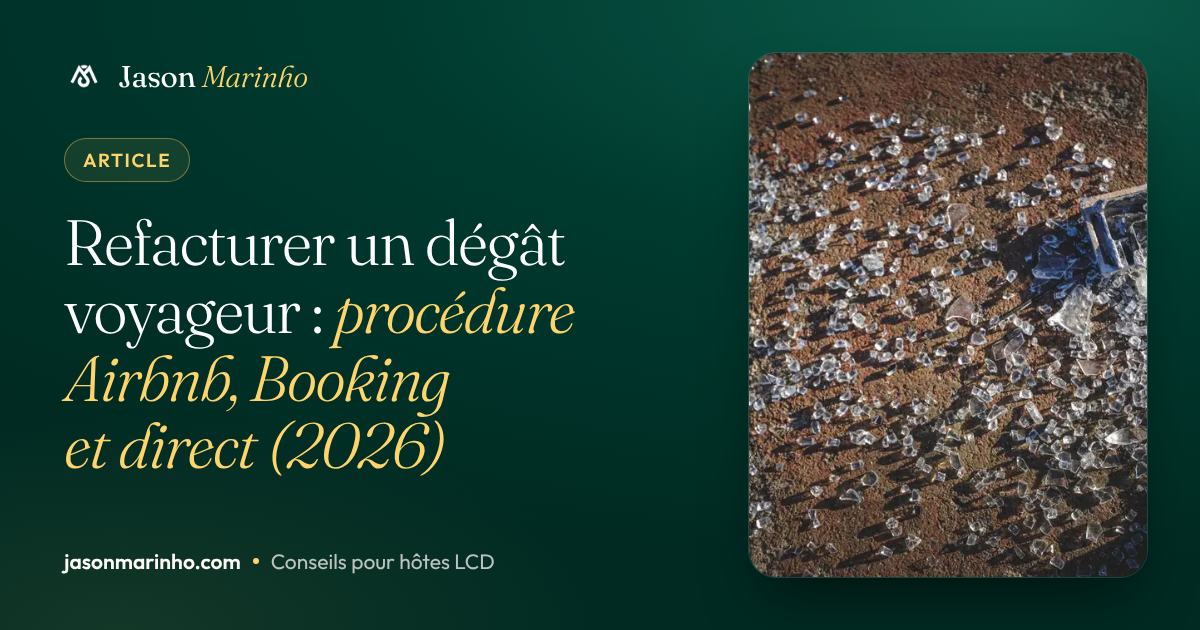 Jason Marinho
ARTICLE
Refacturer un dégât
voyageur : procédure
Airbnb, Booking
et direct (2026)
jasonmarinho.com • Conseils pour hôtes LCD